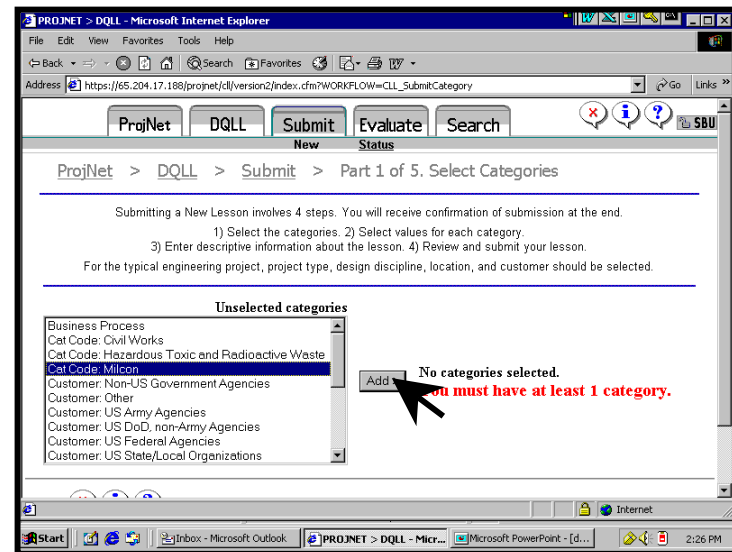 PROJNET > DQLL - Microsoft Internet Explorer
File Edit View Favorites Tools Help
Back Search Favorites
Address https://65.204.17.188/projnet/cll/version2/index.cfm?WORKFLOW=CLL_SubmitCategory Go Links »
ProjNet DQLL Submit Evaluate Search SBU
New Status
ProjNet > DQLL > Submit > Part 1 of 5. Select Categories
Submitting a New Lesson involves 4 steps. You will receive confirmation of submission at the end.
1) Select the categories. 2) Select values for each category.
3) Enter descriptive information about the lesson. 4) Review and submit your lesson.
For the typical engineering project, project type, design discipline, location, and customer should be selected.
Unselected categories
Business Process
Cat Code: Civil Works
Cat Code: Hazardous Toxic and Radioactive Waste
Cat Code: Milcon
Customer: Non-US Government Agencies
Customer: Other
Customer: US Army Agencies
Customer: US DoD, non-Army Agencies
Customer: US Federal Agencies
Customer: US State/Local Organizations
Add
No categories selected.
must have at least 1 category.
Internet
Start Inbox - Microsoft Outlook PROJNET > DQLL - Micr... Microsoft PowerPoint - [d... 2:26 PM